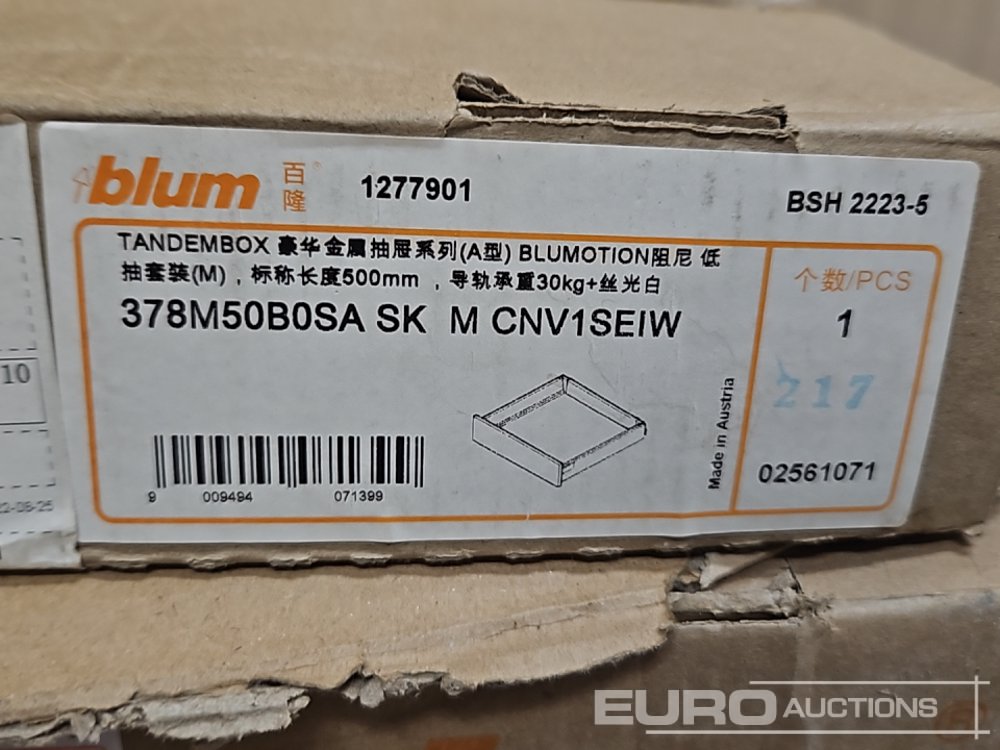 blum 百隆®
1277901
BSH 2223-5
TANDEMBOX 豪华金属抽屉系列(A型) BLUMOTION阻尼 低
抽套装(M)，标称长度500mm ，导轨承重30kg+丝光白
378M50B0SA SK M CNV1SEIW
个数/PCS
1
217
Made in Austria
02561071
9 009494 071399
10
22-08-25
EURO AUCTIONS